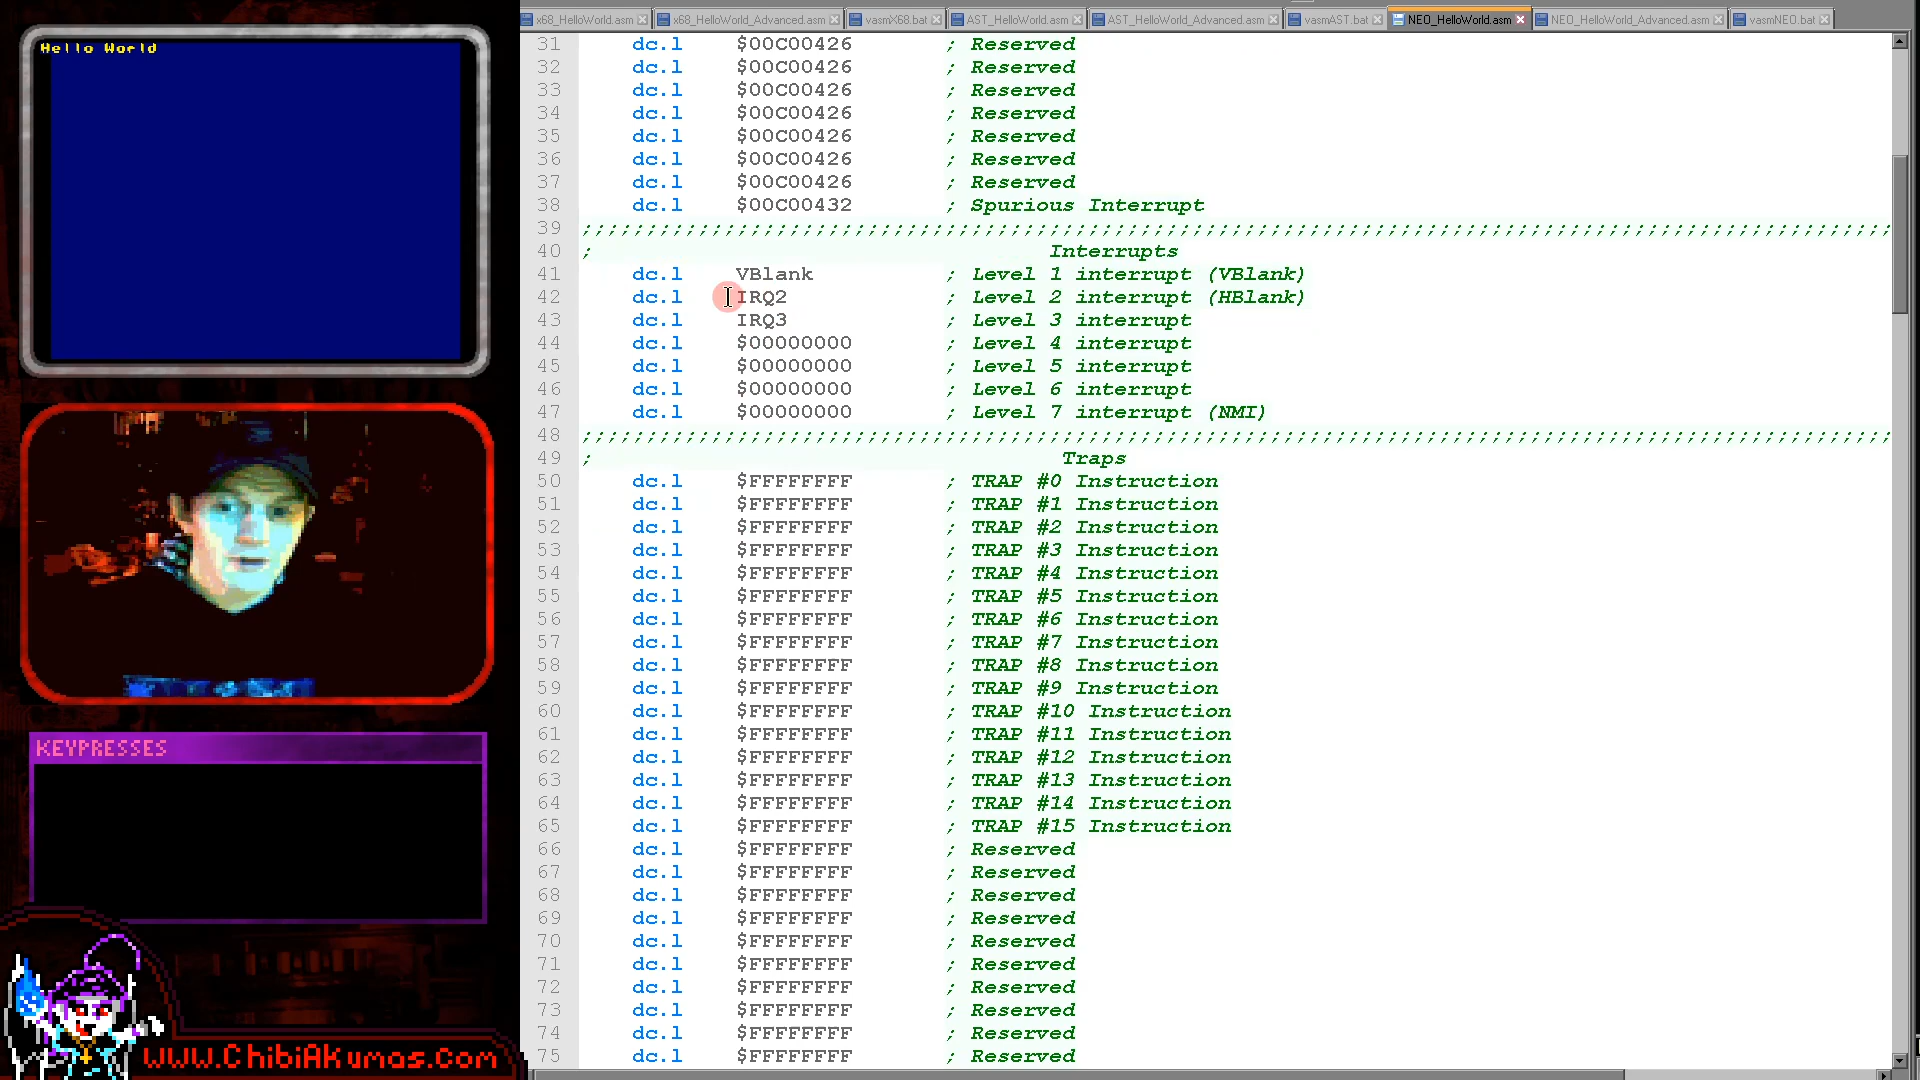 x68_HelloWorld.asm x68_HelloWorld_Advanced.asm vasmX68.bat AST_HelloWorld.asm AST_HelloWorld_Advanced.asm vasmAST.bat NEO_HelloWorld.asm NEO_HelloWorld_Advanced.asm vasmNEO.bat
Hello World
31 dc.l $00C00426 ; Reserved
32 dc.l $00C00426 ; Reserved
33 dc.l $00C00426 ; Reserved
34 dc.l $00C00426 ; Reserved
35 dc.l $00C00426 ; Reserved
36 dc.l $00C00426 ; Reserved
37 dc.l $00C00426 ; Reserved
38 dc.l $00C00432 ; Spurious Interrupt
39 ;;;;;;;;;;;;;;;;;;;;;;;;;;;;;;;;;;;;;;;;;;;;;;;;;;;;;;;;;;;;;;;;;;;;;;;;;;;;;;;;;;;;;;;;;;;;;;;;;;;;;
40 ; Interrupts
41 dc.l VBlank ; Level 1 interrupt (VBlank)
42 dc.l IRQ2 ; Level 2 interrupt (HBlank)
43 dc.l IRQ3 ; Level 3 interrupt
44 dc.l $00000000 ; Level 4 interrupt
45 dc.l $00000000 ; Level 5 interrupt
46 dc.l $00000000 ; Level 6 interrupt
47 dc.l $00000000 ; Level 7 interrupt (NMI)
48 ;;;;;;;;;;;;;;;;;;;;;;;;;;;;;;;;;;;;;;;;;;;;;;;;;;;;;;;;;;;;;;;;;;;;;;;;;;;;;;;;;;;;;;;;;;;;;;;;;;;;;
49 ; Traps
50 dc.l $FFFFFFFF ; TRAP #0 Instruction
51 dc.l $FFFFFFFF ; TRAP #1 Instruction
52 dc.l $FFFFFFFF ; TRAP #2 Instruction
53 dc.l $FFFFFFFF ; TRAP #3 Instruction
54 dc.l $FFFFFFFF ; TRAP #4 Instruction
55 dc.l $FFFFFFFF ; TRAP #5 Instruction
56 dc.l $FFFFFFFF ; TRAP #6 Instruction
57 dc.l $FFFFFFFF ; TRAP #7 Instruction
58 dc.l $FFFFFFFF ; TRAP #8 Instruction
59 dc.l $FFFFFFFF ; TRAP #9 Instruction
60 dc.l $FFFFFFFF ; TRAP #10 Instruction
61 dc.l $FFFFFFFF ; TRAP #11 Instruction
62 dc.l $FFFFFFFF ; TRAP #12 Instruction
63 dc.l $FFFFFFFF ; TRAP #13 Instruction
64 dc.l $FFFFFFFF ; TRAP #14 Instruction
65 dc.l $FFFFFFFF ; TRAP #15 Instruction
66 dc.l $FFFFFFFF ; Reserved
67 dc.l $FFFFFFFF ; Reserved
68 dc.l $FFFFFFFF ; Reserved
69 dc.l $FFFFFFFF ; Reserved
70 dc.l $FFFFFFFF ; Reserved
71 dc.l $FFFFFFFF ; Reserved
72 dc.l $FFFFFFFF ; Reserved
73 dc.l $FFFFFFFF ; Reserved
74 dc.l $FFFFFFFF ; Reserved
75 dc.l $FFFFFFFF ; Reserved
KEYPRESSES
www.ChibiAkumas.com